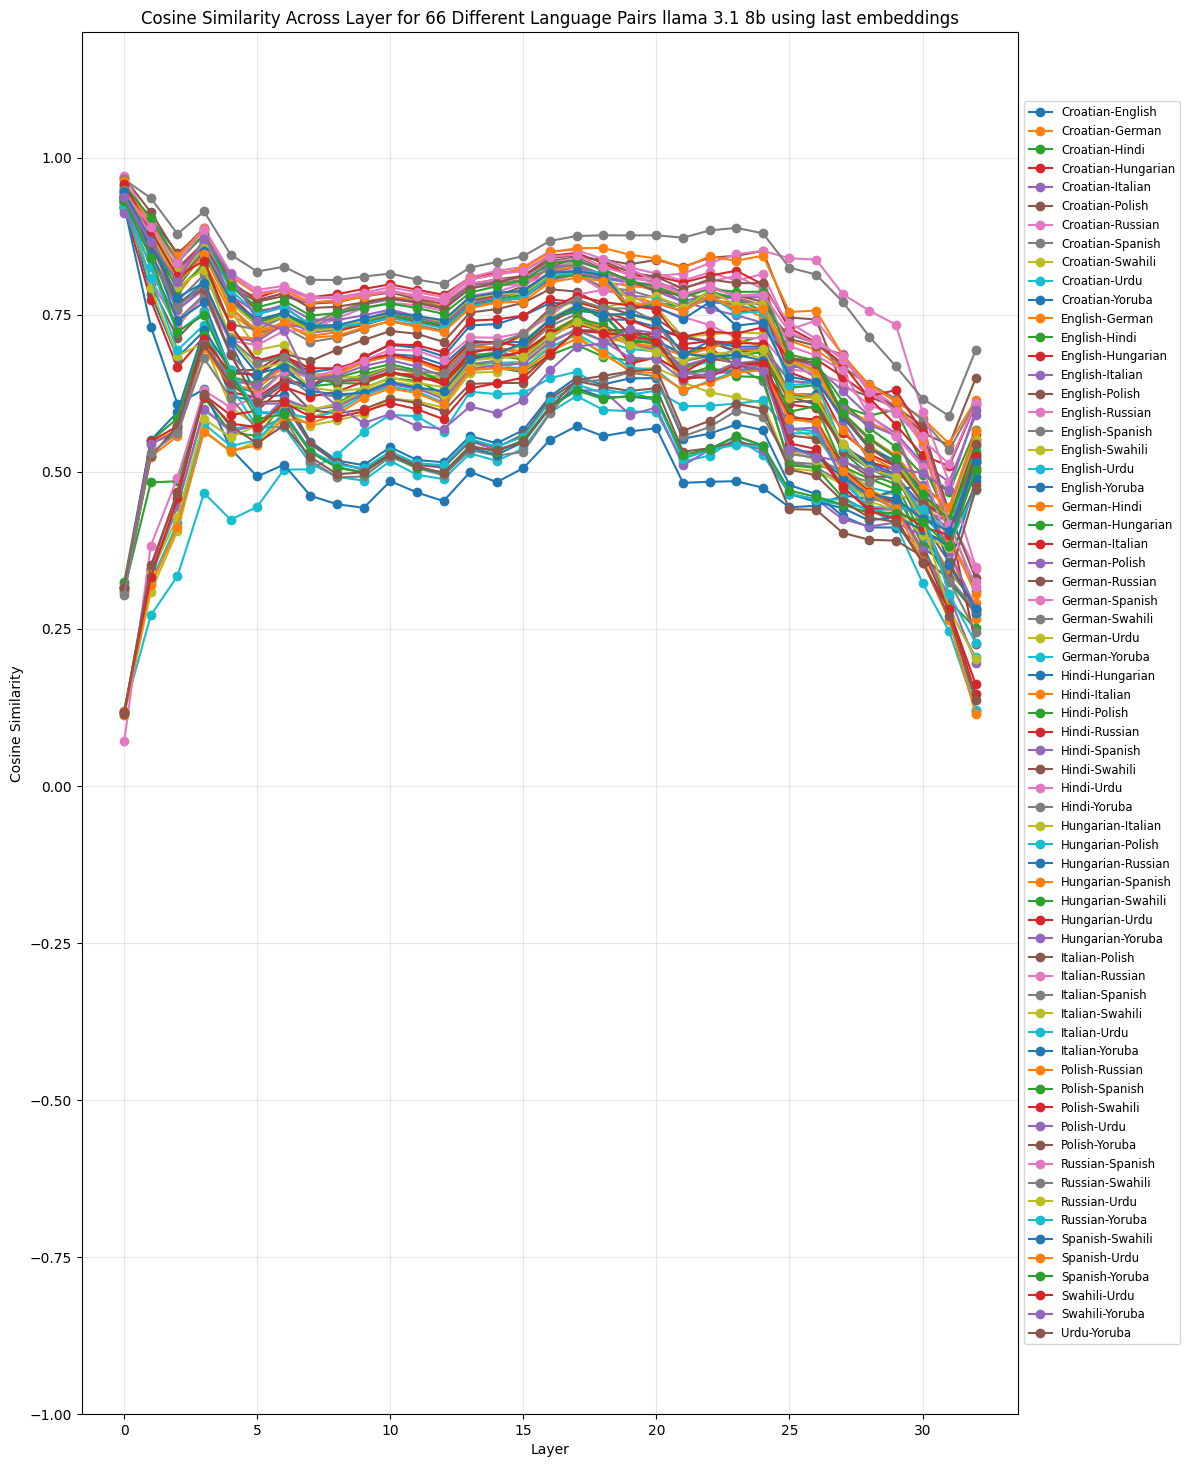 Cosine Similarity Across Layer for 66 Different Language Pairs llama 3.1 8b using last embeddings
1.00
0.75
0.50
0.25
0.00
−0.25
−0.50
−0.75
−1.00
Cosine Similarity
0 5 10 15 20 25 30
Layer
Croatian-English
Croatian-German
Croatian-Hindi
Croatian-Hungarian
Croatian-Italian
Croatian-Polish
Croatian-Russian
Croatian-Spanish
Croatian-Swahili
Croatian-Urdu
Croatian-Yoruba
English-German
English-Hindi
English-Hungarian
English-Italian
English-Polish
English-Russian
English-Spanish
English-Swahili
English-Urdu
English-Yoruba
German-Hindi
German-Hungarian
German-Italian
German-Polish
German-Russian
German-Spanish
German-Swahili
German-Urdu
German-Yoruba
Hindi-Hungarian
Hindi-Italian
Hindi-Polish
Hindi-Russian
Hindi-Spanish
Hindi-Swahili
Hindi-Urdu
Hindi-Yoruba
Hungarian-Italian
Hungarian-Polish
Hungarian-Russian
Hungarian-Spanish
Hungarian-Swahili
Hungarian-Urdu
Hungarian-Yoruba
Italian-Polish
Italian-Russian
Italian-Spanish
Italian-Swahili
Italian-Urdu
Italian-Yoruba
Polish-Russian
Polish-Spanish
Polish-Swahili
Polish-Urdu
Polish-Yoruba
Russian-Spanish
Russian-Swahili
Russian-Urdu
Russian-Yoruba
Spanish-Swahili
Spanish-Urdu
Spanish-Yoruba
Swahili-Urdu
Swahili-Yoruba
Urdu-Yoruba